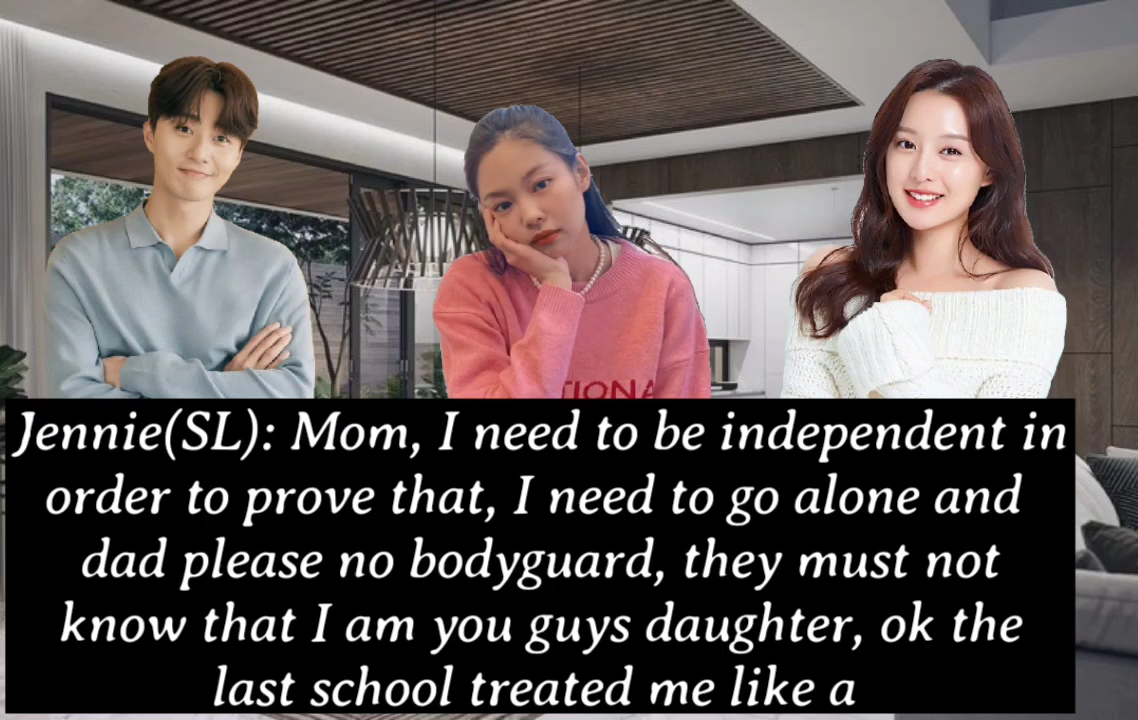 TIONA
Jennie(SL): Mom, I need to be independent in
order to prove that, I need to go alone and
dad please no bodyguard, they must not
know that I am you guys daughter, ok the
last school treated me like a